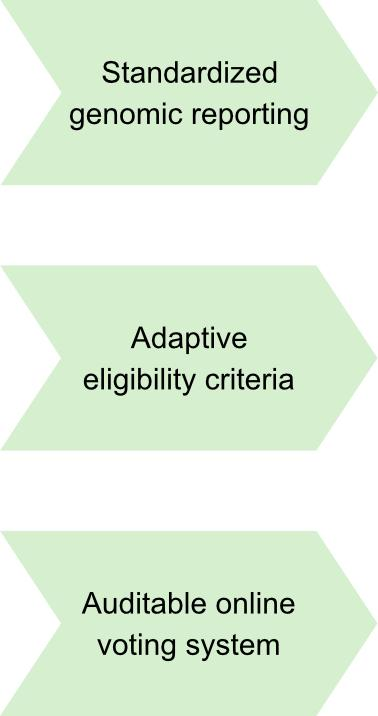 Standardized
genomic reporting
Adaptive
eligibility criteria
Auditable online
voting system